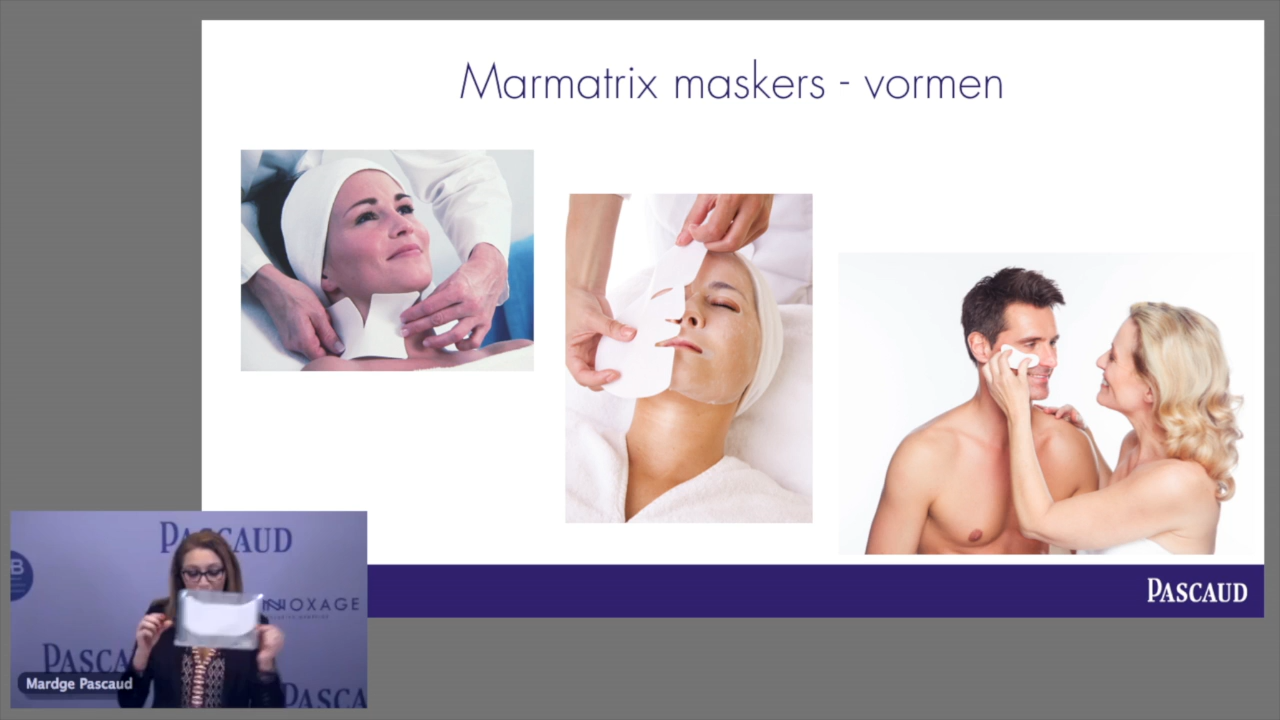 Marmatrix maskers - vormen
PASCAUD
PASCAUD
B
NOXAGE
PASCA
Mardge Pascaud
PASCA